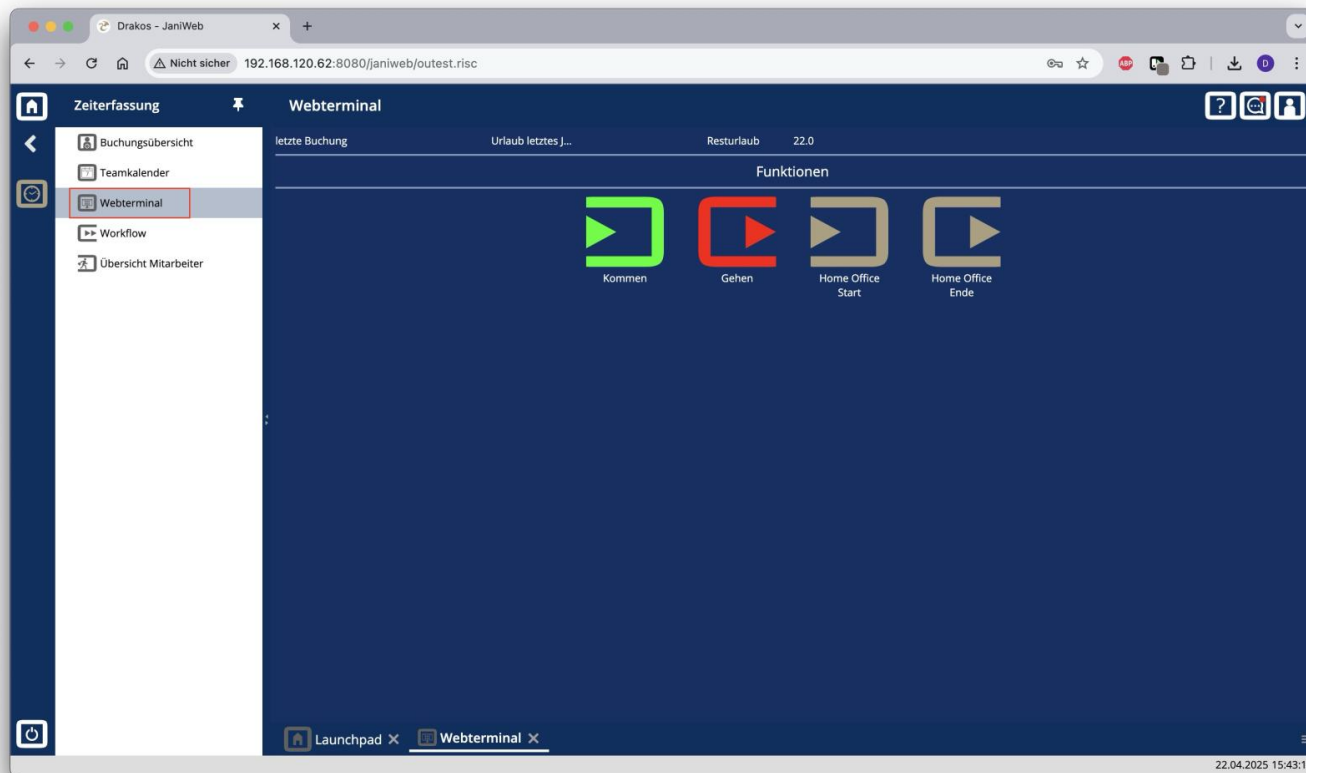 Drakos - JaniWeb
Nicht sicher 192.168.120.62:8080/janiweb/outest.risc
ABP
D
Zeiterfassung
Webterminal
?
Buchungsübersicht
Teamkalender
Webterminal
Workflow
Übersicht Mitarbeiter
letzte Buchung Urlaub letztes J... Resturlaub 22.0
Funktionen
Kommen
Gehen
Home Office
Start
Home Office
Ende
Launchpad
Webterminal
22.04.2025 15:43:1